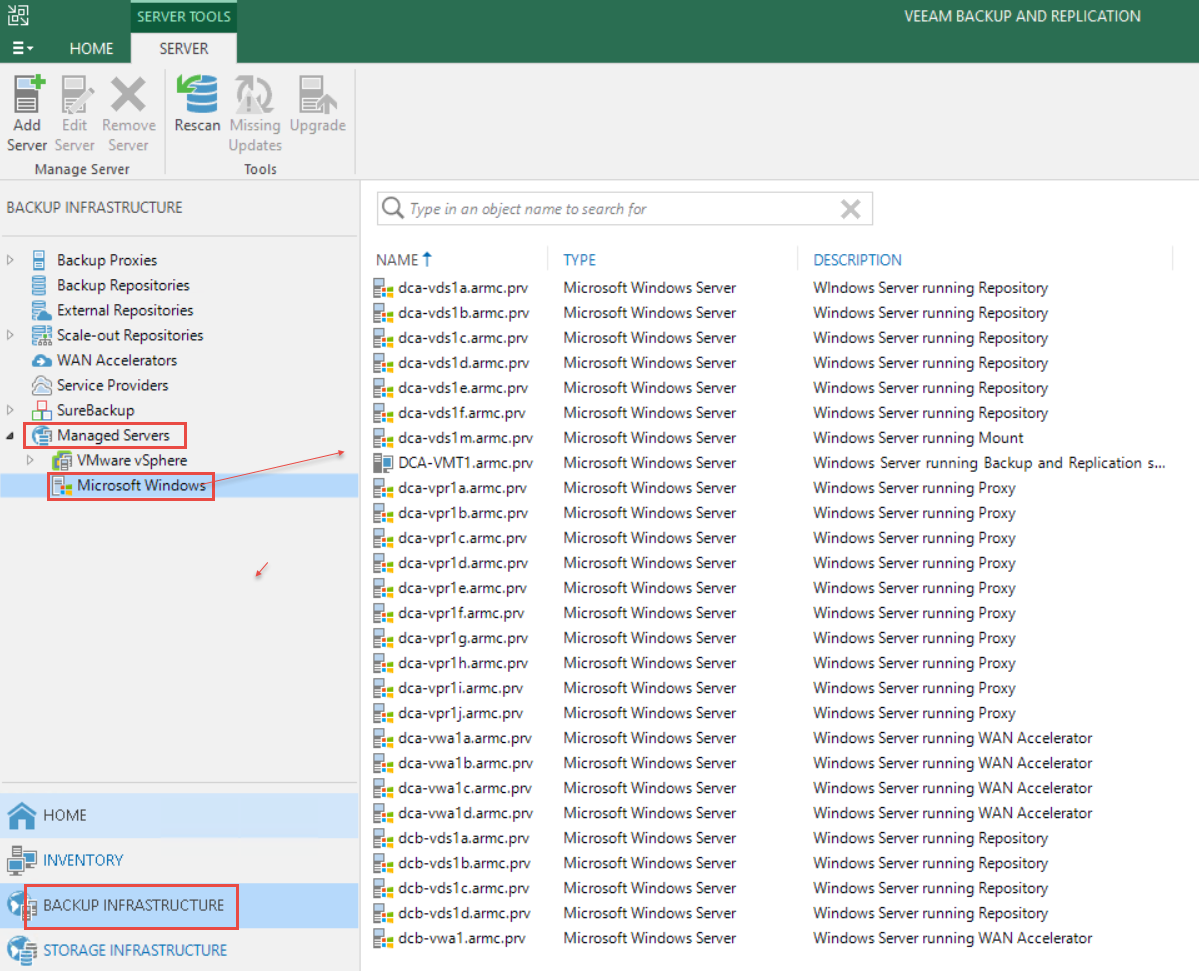 SERVER TOOLS
VEEAM BACKUP AND REPLICATION
HOME
SERVER
Add Server
Edit Server
Remove Server
Rescan
Missing Updates
Upgrade
Manage Server
Tools
BACKUP INFRASTRUCTURE
Type in an object name to search for
Backup Proxies
Backup Repositories
External Repositories
Scale-out Repositories
WAN Accelerators
Service Providers
SureBackup
Managed Servers
VMware vSphere
Microsoft Windows
HOME
INVENTORY
BACKUP INFRASTRUCTURE
STORAGE INFRASTRUCTURE
NAME TYPE DESCRIPTION
dca-vds1a.armc.prv Microsoft Windows Server WIndows Server running Repository
dca-vds1b.armc.prv Microsoft Windows Server Windows Server running Repository
dca-vds1c.armc.prv Microsoft Windows Server Windows Server running Repository
dca-vds1d.armc.prv Microsoft Windows Server Windows Server running Repository
dca-vds1e.armc.prv Microsoft Windows Server Windows Server running Repository
dca-vds1f.armc.prv Microsoft Windows Server Windows Server running Repository
dca-vds1m.armc.prv Microsoft Windows Server Windows Server running Mount
DCA-VMT1.armc.prv Microsoft Windows Server Windows Server running Backup and Replication s...
dca-vpr1a.armc.prv Microsoft Windows Server Windows Server running Proxy
dca-vpr1b.armc.prv Microsoft Windows Server Windows Server running Proxy
dca-vpr1c.armc.prv Microsoft Windows Server Windows Server running Proxy
dca-vpr1d.armc.prv Microsoft Windows Server Windows Server running Proxy
dca-vpr1e.armc.prv Microsoft Windows Server Windows Server running Proxy
dca-vpr1f.armc.prv Microsoft Windows Server Windows Server running Proxy
dca-vpr1g.armc.prv Microsoft Windows Server Windows Server running Proxy
dca-vpr1h.armc.prv Microsoft Windows Server Windows Server running Proxy
dca-vpr1i.armc.prv Microsoft Windows Server Windows Server running Proxy
dca-vpr1j.armc.prv Microsoft Windows Server Windows Server running Proxy
dca-vwa1a.armc.prv Microsoft Windows Server Windows Server running WAN Accelerator
dca-vwa1b.armc.prv Microsoft Windows Server Windows Server running WAN Accelerator
dca-vwa1c.armc.prv Microsoft Windows Server Windows Server running WAN Accelerator
dca-vwa1d.armc.prv Microsoft Windows Server Windows Server running WAN Accelerator
dcb-vds1a.armc.prv Microsoft Windows Server Windows Server running Repository
dcb-vds1b.armc.prv Microsoft Windows Server Windows Server running Repository
dcb-vds1c.armc.prv Microsoft Windows Server Windows Server running Repository
dcb-vds1d.armc.prv Microsoft Windows Server Windows Server running Repository
dcb-vwa1.armc.prv Microsoft Windows Server Windows Server running WAN Accelerator